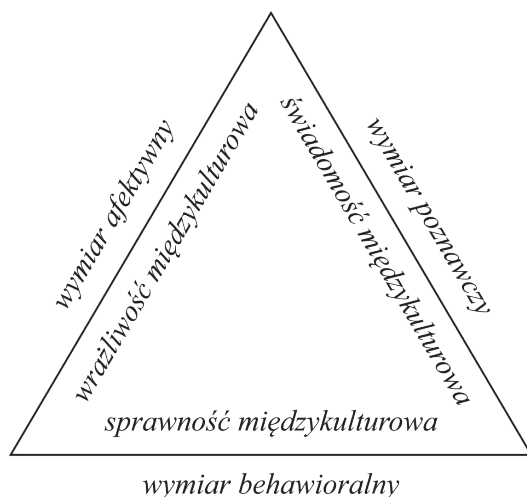 wymiar afektywny
wrażliwość międzykulturowa
świadomość międzykulturowa
wymiar poznawczy
sprawność międzykulturowa
wymiar behawioralny